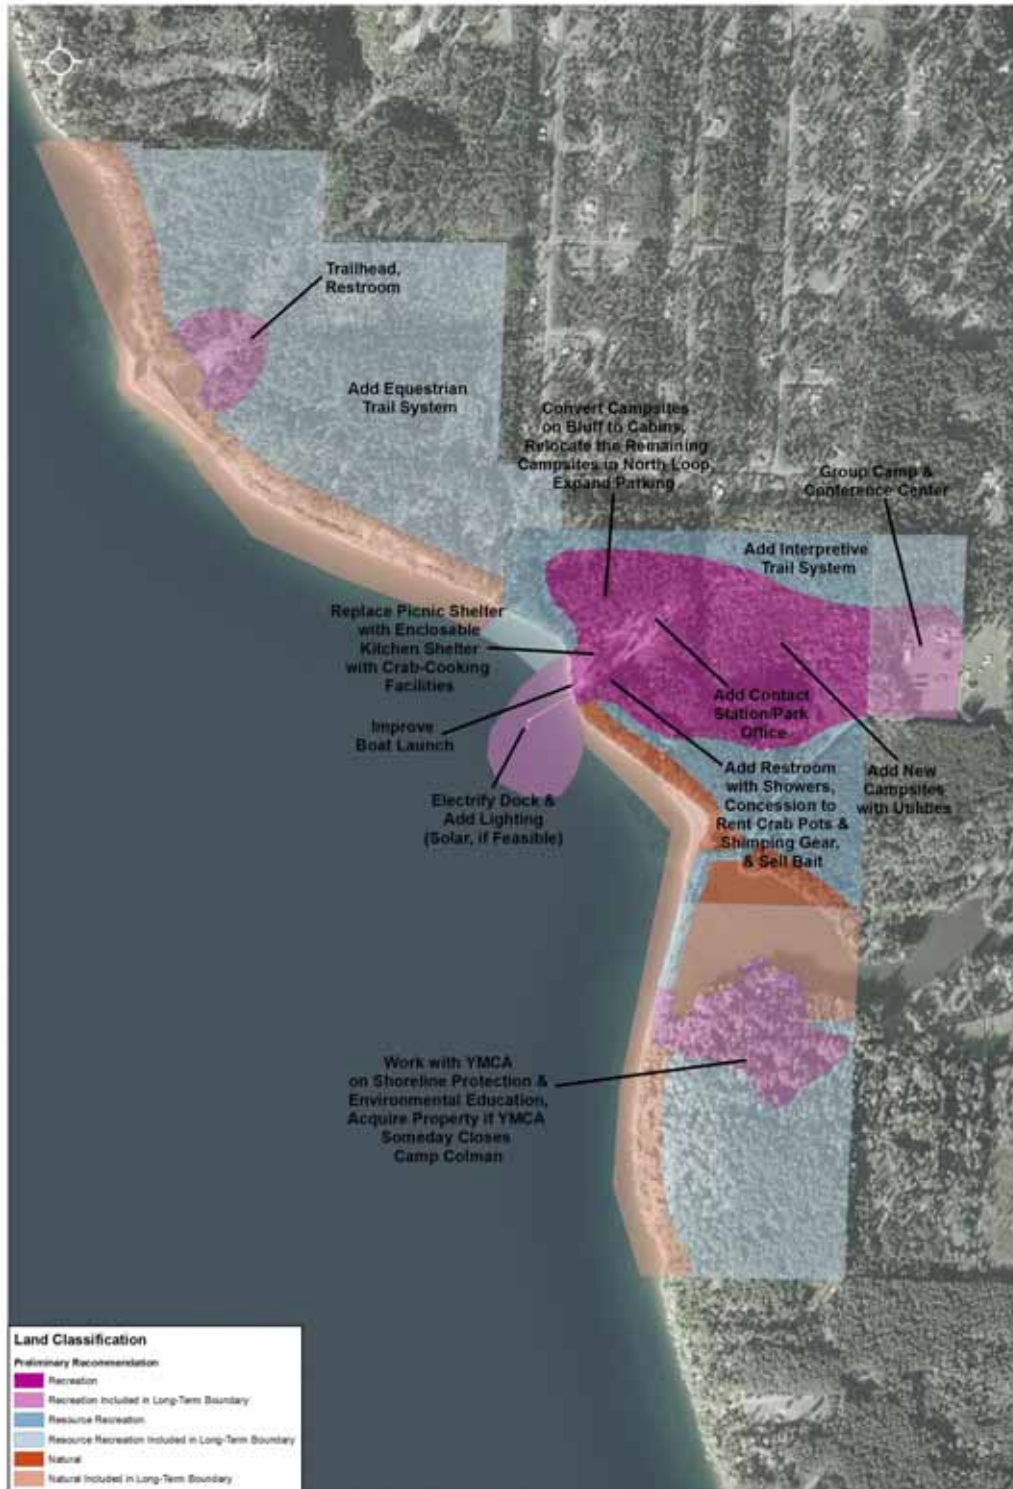 Trailhead,
Restroom
Add Equestrian
Trail System
Convert Campsites
on Bluff to Cabins,
Relocate the Remaining
Campsites in North Loop,
Expand Parking
Group Camp &
Conference Center
Add Interpretive
Trail System
Replace Picnic Shelter
with Enclosable
Kitchen Shelter
with Crab-Cooking
Facilities
Add Contact
Station/Park
Office
Improve
Boat Launch
Add Restroom
with Showers,
Concession to
Rent Crab Pots &
Shimping Gear,
& Sell Bait
Add New
Campsites
with Utilities
Electrify Dock &
Add Lighting
(Solar, if Feasible)
Work with YMCA
on Shoreline Protection &
Environmental Education,
Acquire Property if YMCA
Someday Closes
Camp Colman
Land Classification
Preliminary Recommendation
Recreation
Recreation Included in Long-Term Boundary
Resource Recreation
Resource Recreation Included in Long-Term Boundary
Natural
Natural Included in Long-Term Boundary